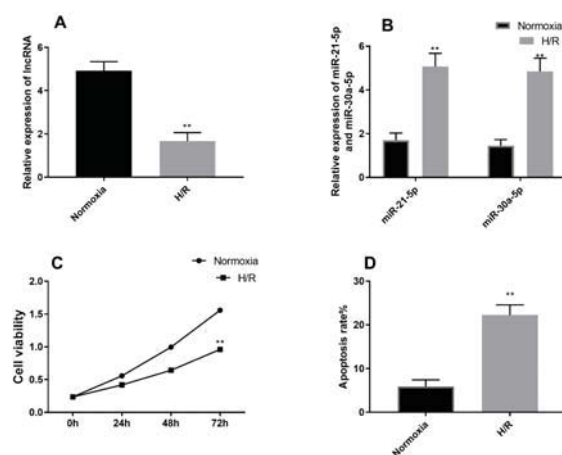 A
Relative expression of lncRNA
6
4
2
0
**
Normoxia
H/R
B
Normoxia
H/R
Relative expression of miR-21-5p
and miR-30a-5p
6
4
2
0
**
**
miR-21-5p
miR-30a-5p
C
Normoxia
H/R
Cell viability
2.0
1.5
1.0
0.5
0.0
**
0h
24h
48h
72h
D
Apoptosis rate%
30
20
10
0
**
Normoxia
H/R